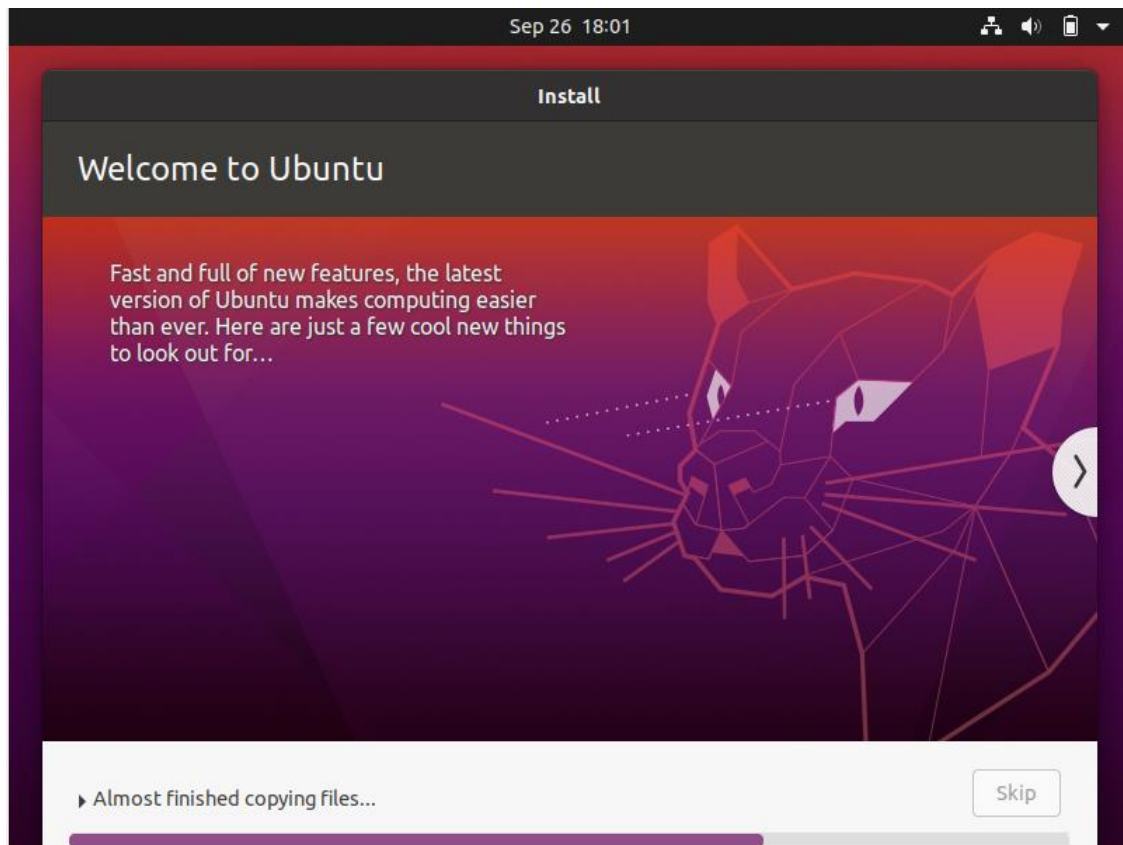 Sep 26 18:01
Install
Welcome to Ubuntu
Fast and full of new features, the latest
version of Ubuntu makes computing easier
than ever. Here are just a few cool new things
to look out for...
Almost finished copying files...
Skip